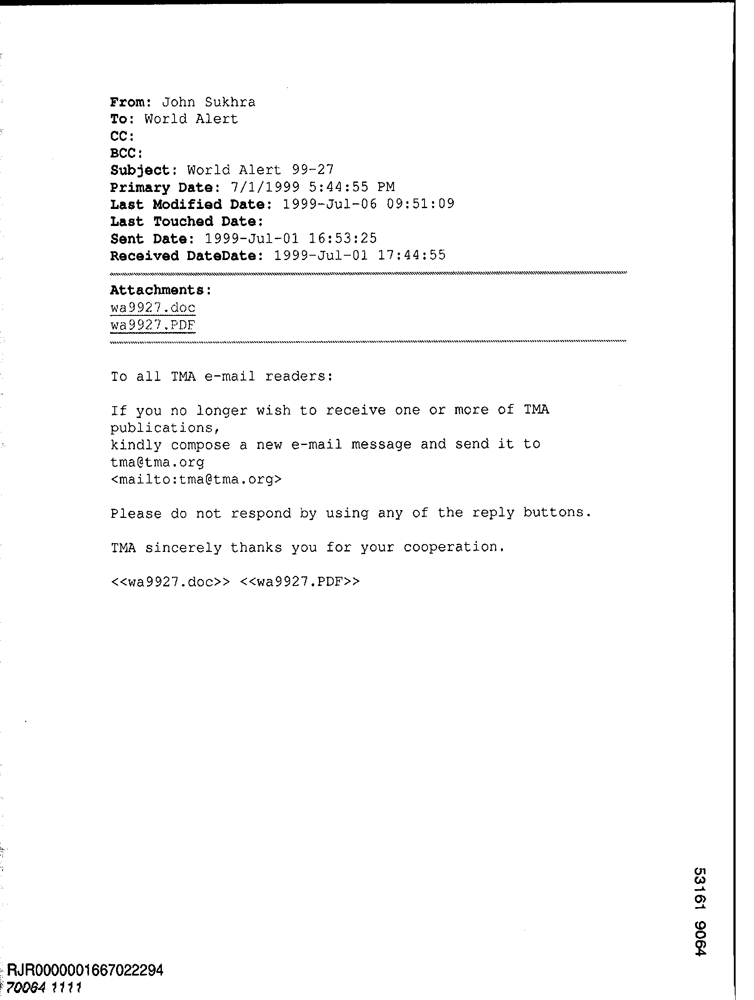 From: John Sukhra
To: World Alert
CC:
BCC:
Subject: World Alert 99-27
Primary Date: 7/1/1999 5:44:55 PM
Last Modified Date: 1999-Jul-06 09:51:09
Last Touched Date:
Sent Date: 1999-Jul-01 16:53:25
Received DateDate: 1999-Jul-01 17:44:55
Attachments:
wa9927.doc
wa9927.PDF
To all TMA e-mail readers:
If you no longer wish to receive one or more of TMA
publications,
kindly compose a new e-mail message and send it to
tma@tma.org
<mailto:tma@tma.org>
Please do not respond by using any of the reply buttons.
TMA sincerely thanks you for your cooperation.
<<wa9927.doc>> <<wa9927.PDF>>
53161 9064
RJR0000001667022294
70064 1111